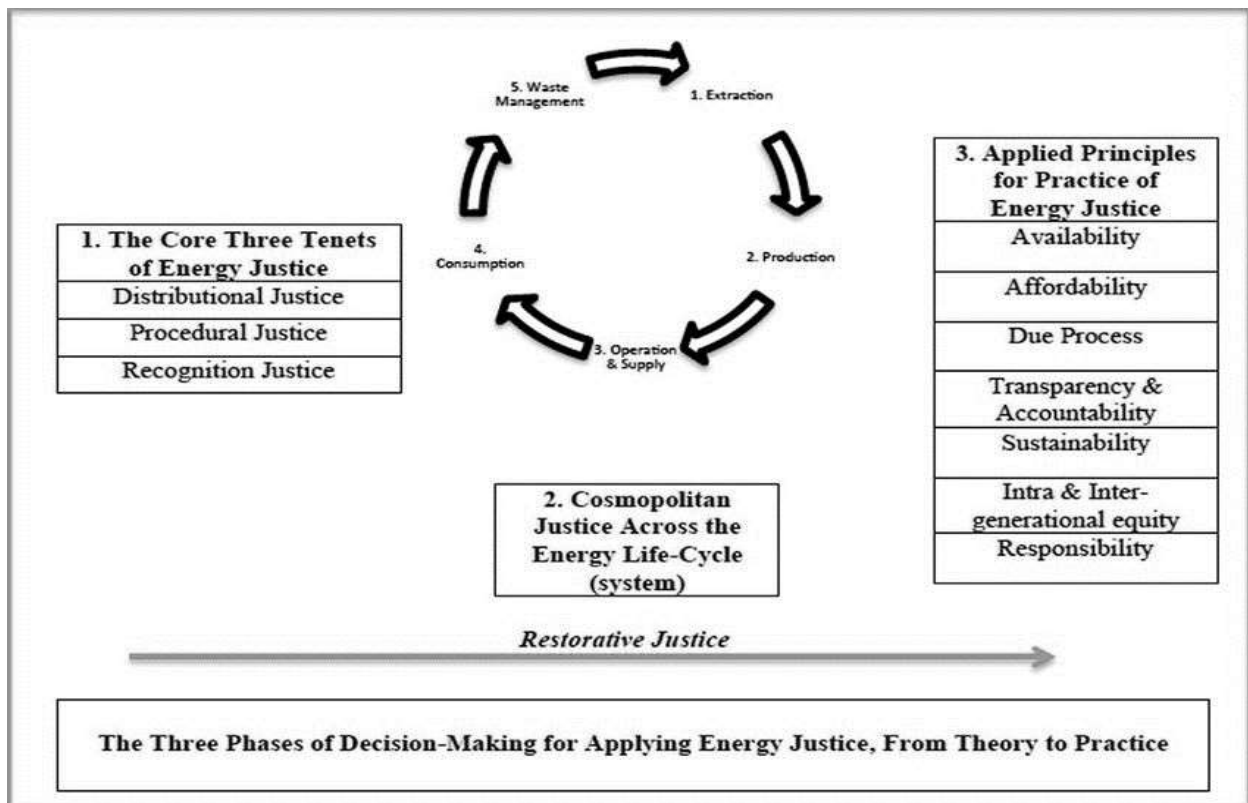 5. Waste
Management
1. Extraction
2. Production
3. Operation
& Supply
4.
Consumption
1. The Core Three Tenets
of Energy Justice
Distributional Justice
Procedural Justice
Recognition Justice
2. Cosmopolitan
Justice Across the
Energy Life-Cycle
(system)
3. Applied Principles
for Practice of
Energy Justice
Availability
Affordability
Due Process
Transparency &
Accountability
Sustainability
Intra & Inter-
generational equity
Responsibility
Restorative Justice
The Three Phases of Decision-Making for Applying Energy Justice, From Theory to Practice